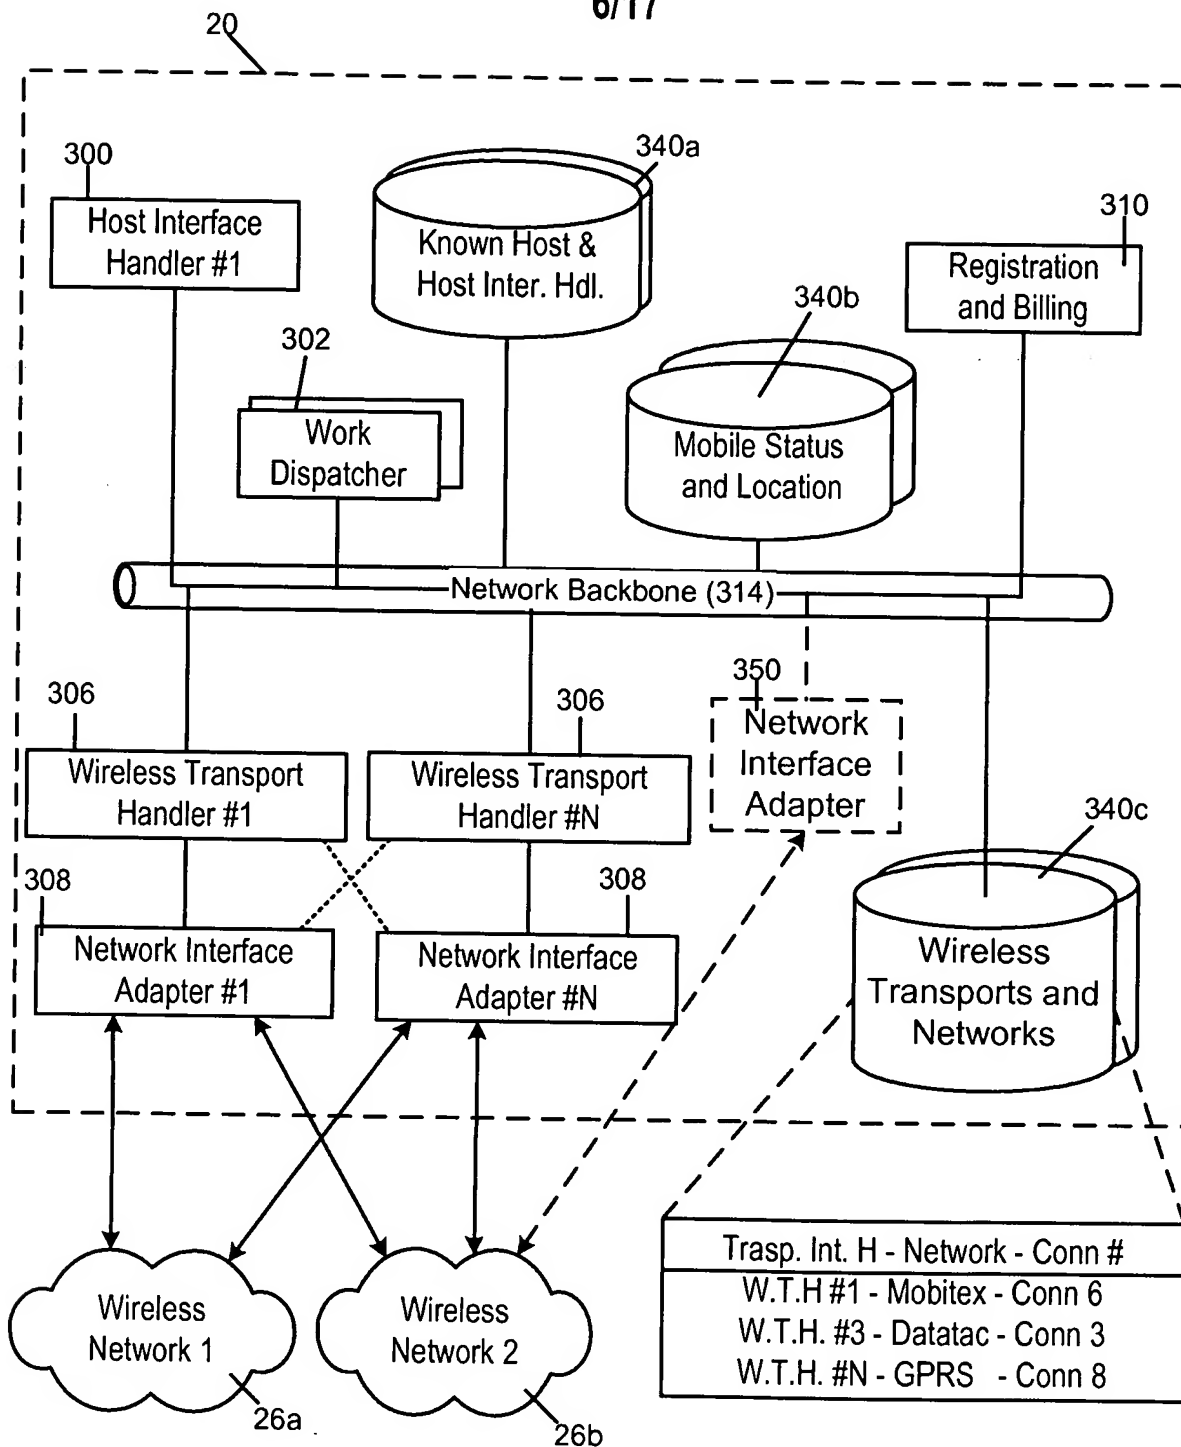 6/17
20
300
340a
Host Interface
Handler #1
Known Host &
Host Inter. Hdl.
310
Registration
and Billing
340b
302
Work
Dispatcher
Mobile Status
and Location
Network Backbone (314)
306
306
350
Network
Interface
Adapter
Wireless Transport
Handler #1
Wireless Transport
Handler #N
340c
308
308
Network Interface
Adapter #1
Network Interface
Adapter #N
Wireless
Transports and
Networks
Trasp. Int. H - Network - Conn #
W.T.H #1 - Mobitex - Conn 6
W.T.H. #3 - Datatac - Conn 3
W.T.H. #N - GPRS - Conn 8
Wireless
Network 1
Wireless
Network 2
26a
26b